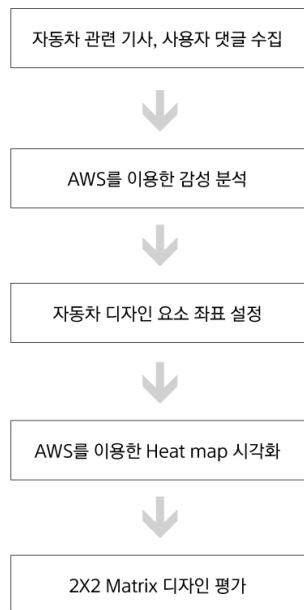 자동차 관련 기사, 사용자 댓글 수집
AWS를 이용한 감성 분석
자동차 디자인 요소 좌표 설정
AWS를 이용한 Heat map 시각화
2X2 Matrix 디자인 평가